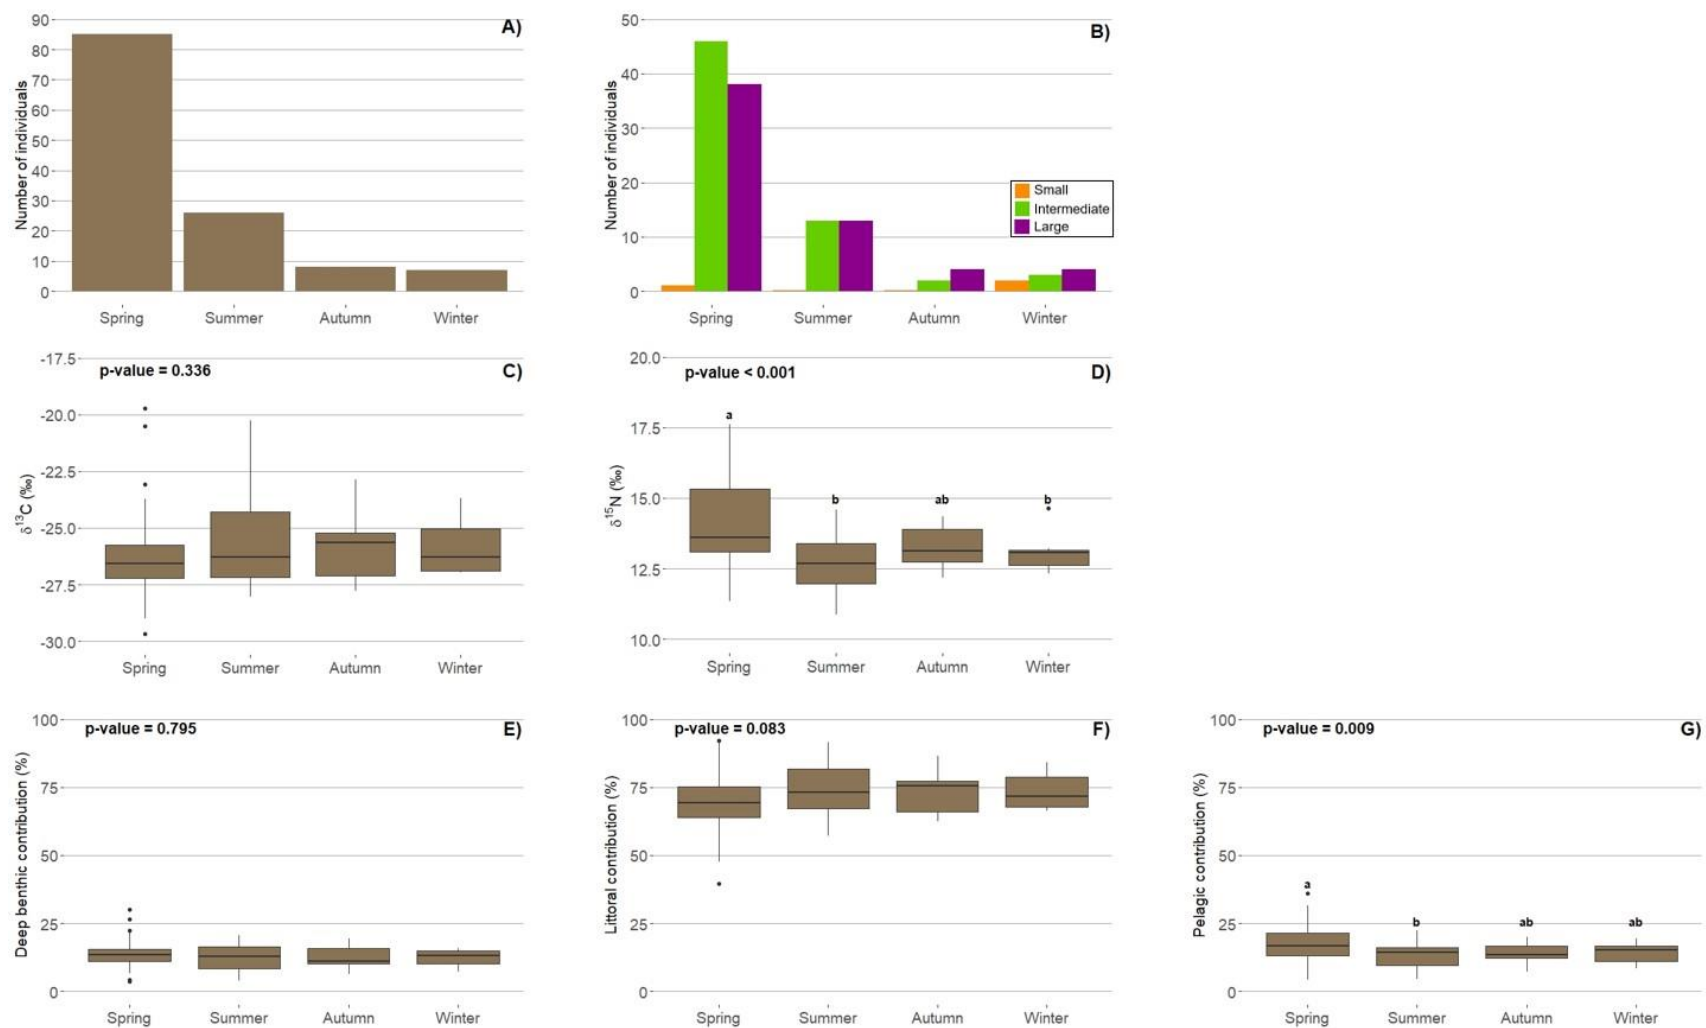 A)
Number of individuals
90
80
70
60
50
40
30
20
10
0
Spring Summer Autumn Winter
B)
Number of individuals
50
40
30
20
10
0
Small
Intermediate
Large
Spring Summer Autumn Winter
p-value = 0.336 C)
δ13C (‰)
-17.5
-20.0
-22.5
-25.0
-27.5
-30.0
Spring Summer Autumn Winter
p-value < 0.001 D)
δ15N (‰)
20.0
17.5
15.0
12.5
10.0
a b ab b
Spring Summer Autumn Winter
p-value = 0.795 E)
Deep benthic contribution (%)
100
75
50
25
0
Spring Summer Autumn Winter
p-value = 0.083 F)
Littoral contribution (%)
100
75
50
25
0
Spring Summer Autumn Winter
p-value = 0.009 G)
Pelagic contribution (%)
100
75
50
25
0
a b ab ab
Spring Summer Autumn Winter